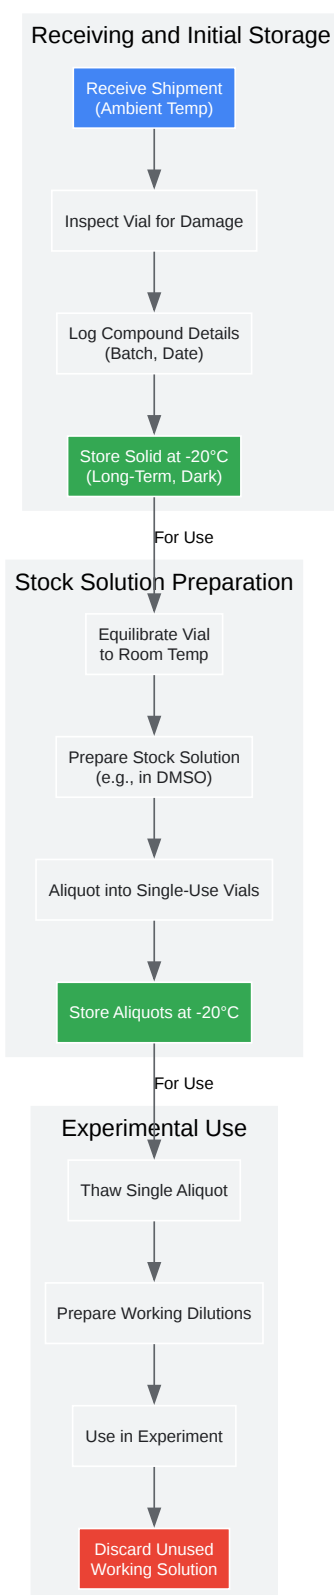 Receiving and Initial Storage
Receive Shipment
(Ambient Temp)
Inspect Vial for Damage
Log Compound Details
(Batch, Date)
Store Solid at -20°C
(Long-Term, Dark)
For Use
Stock Solution Preparation
Equilibrate Vial
to Room Temp
Prepare Stock Solution
(e.g., in DMSO)
Aliquot into Single-Use Vials
Store Aliquots at -20°C
For Use
Experimental Use
Thaw Single Aliquot
Prepare Working Dilutions
Use in Experiment
Discard Unused
Working Solution